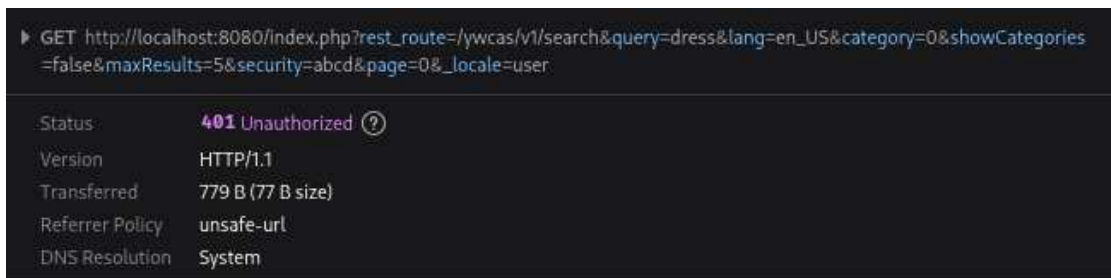 GET http://localhost:8080/index.php?rest_route=/ywcas/v1/search&query=dress&lang=en_US&category=0&showCategories
=false&maxResults=5&security=abcd&page=0&_locale=user
Status 401 Unauthorized ?
Version HTTP/1.1
Transferred 779 B (77 B size)
Referrer Policy unsafe-url
DNS Resolution System